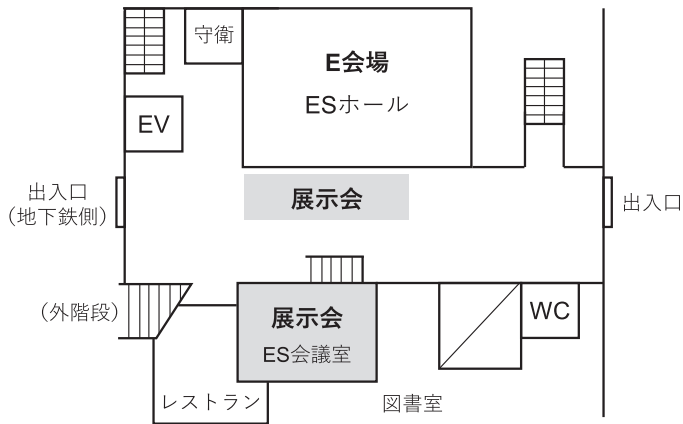 守衛
E会場
ESホール
EV
出入口
(地下鉄側)
展示会
出入口
(外階段)
展示会
ES会議室
WC
レストラン
図書室